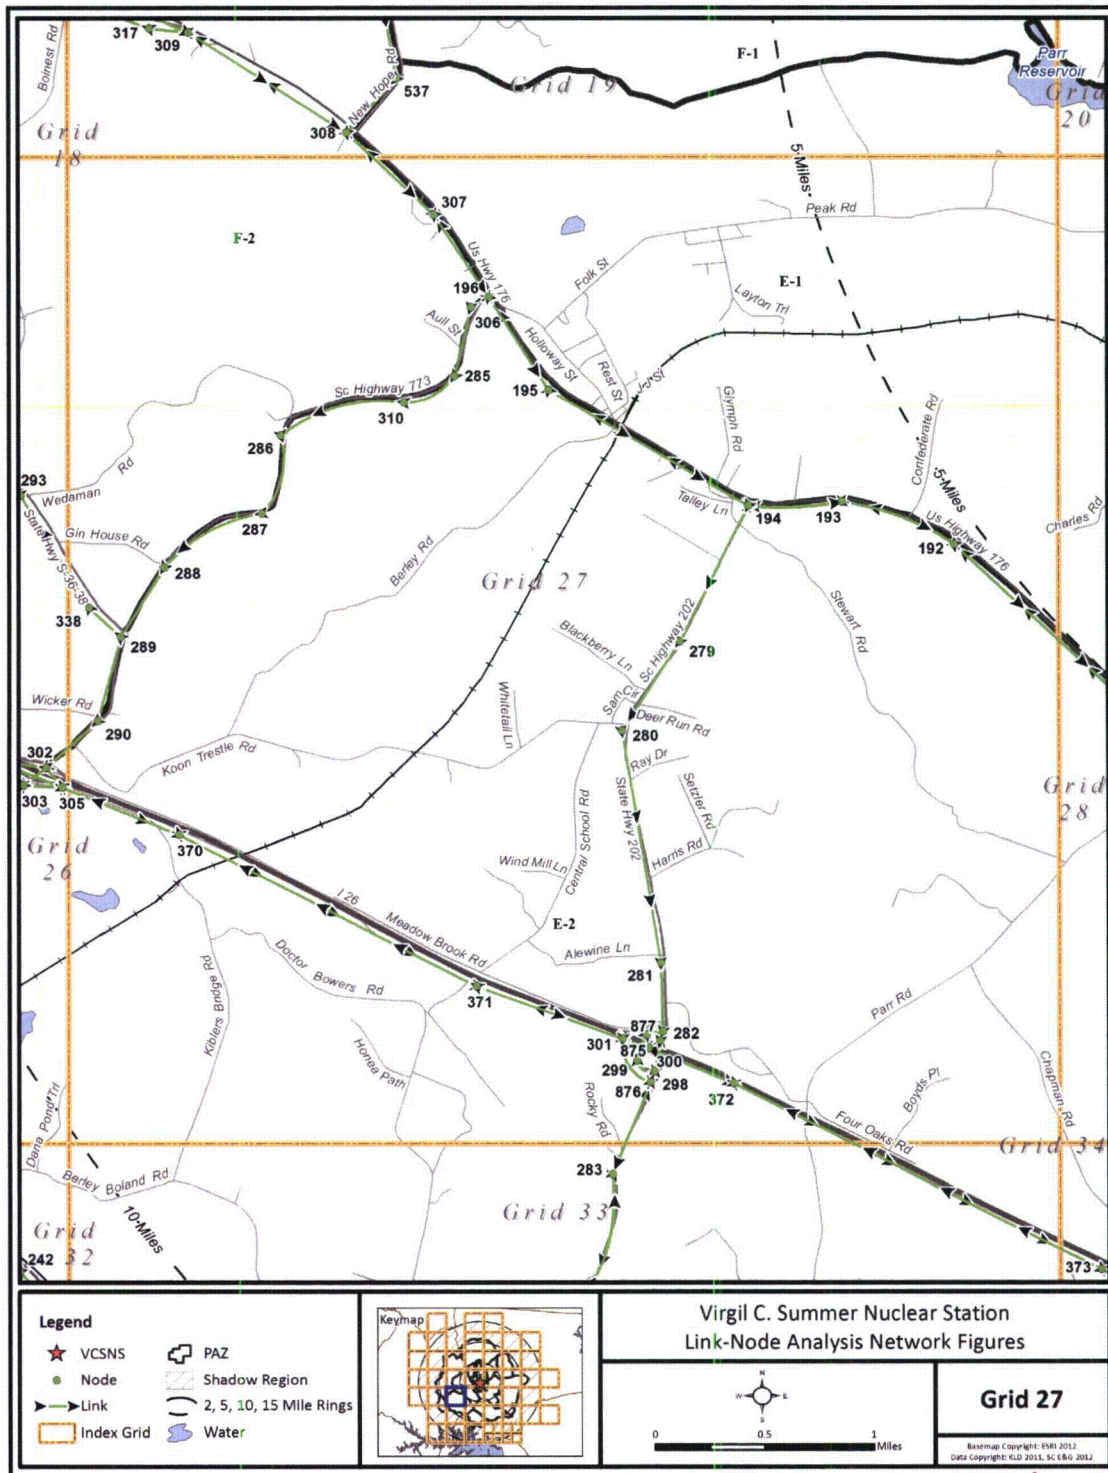 317
309
Boinest Rd
New Hope Rd
537
308
F-1
Grid 19
Parr
Reservoir
Grid
20
Grid
18
5 Miles
Peak Rd
307
F-2
Us Hwy 176
196
306
Folk St
E-1
Layton Trl
Aull St
Holloway St
285
Sc Highway 773
310
195
Rest St
J-J St
286
Glymph Rd
Confederate Rd
293
Wedaman
Rd
5 Miles
Talley Ln
194
193
Charles Rd
287
State Hwy S-36-38
Gin House Rd
192
Us Highway 176
288
Berley Rd
Grid 27
338
289
Sc Highway 202
Stewart Rd
Blackberry Ln
279
Wicker Rd
290
Whitetail Ln
Sam Cir
Deer Run Rd
280
Koon Trestle Rd
302
303
305
Ray Dr
State Hwy 202
Setzler Rd
Grid
28
Grid
26
370
Central School Rd
Harris Rd
Wind Mill Ln
I 26
Meadow Brook Rd
E-2
Alewine Ln
281
Doctor Bowers Rd
Kiblers Bridge Rd
371
Parr Rd
301
877
282
875
300
299
298
876
372
Honea Path
Rocky Rd
Boyds Pl
Chapman Rd
Dana Pond Trl
Four Oaks Rd
Grid 34
Berley Boland Rd
283
Grid 33
Grid
32
10 Miles
242
373
Legend
VCSNS
PAZ
Node
Shadow Region
Link
2, 5, 10, 15 Mile Rings
Index Grid
Water
Keymap
Virgil C. Summer Nuclear Station
Link-Node Analysis Network Figures
N
W
E
S
0
0.5
1
Miles
Grid 27
Basemap Copyright: ESRI 2012
Data Copyright: KLD 2011, SC E&G 2012